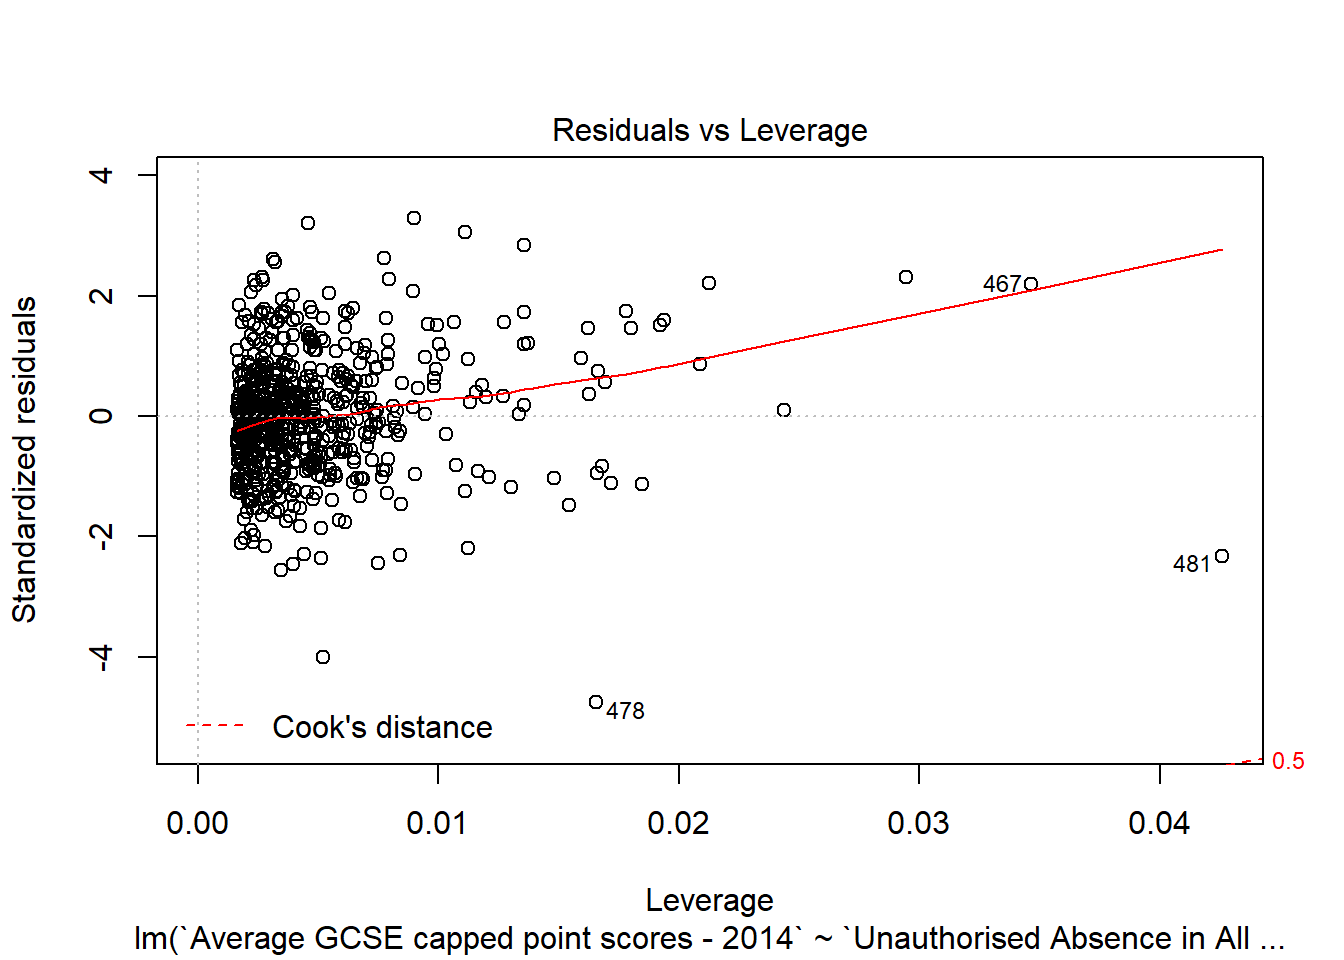 Residuals vs Leverage
Standardized residuals
4
2
0
-2
-4
467
481
478
Cook's distance
0.5
0.00 0.01 0.02 0.03 0.04
Leverage
lm(`Average GCSE capped point scores - 2014` ~ `Unauthorised Absence in All ...